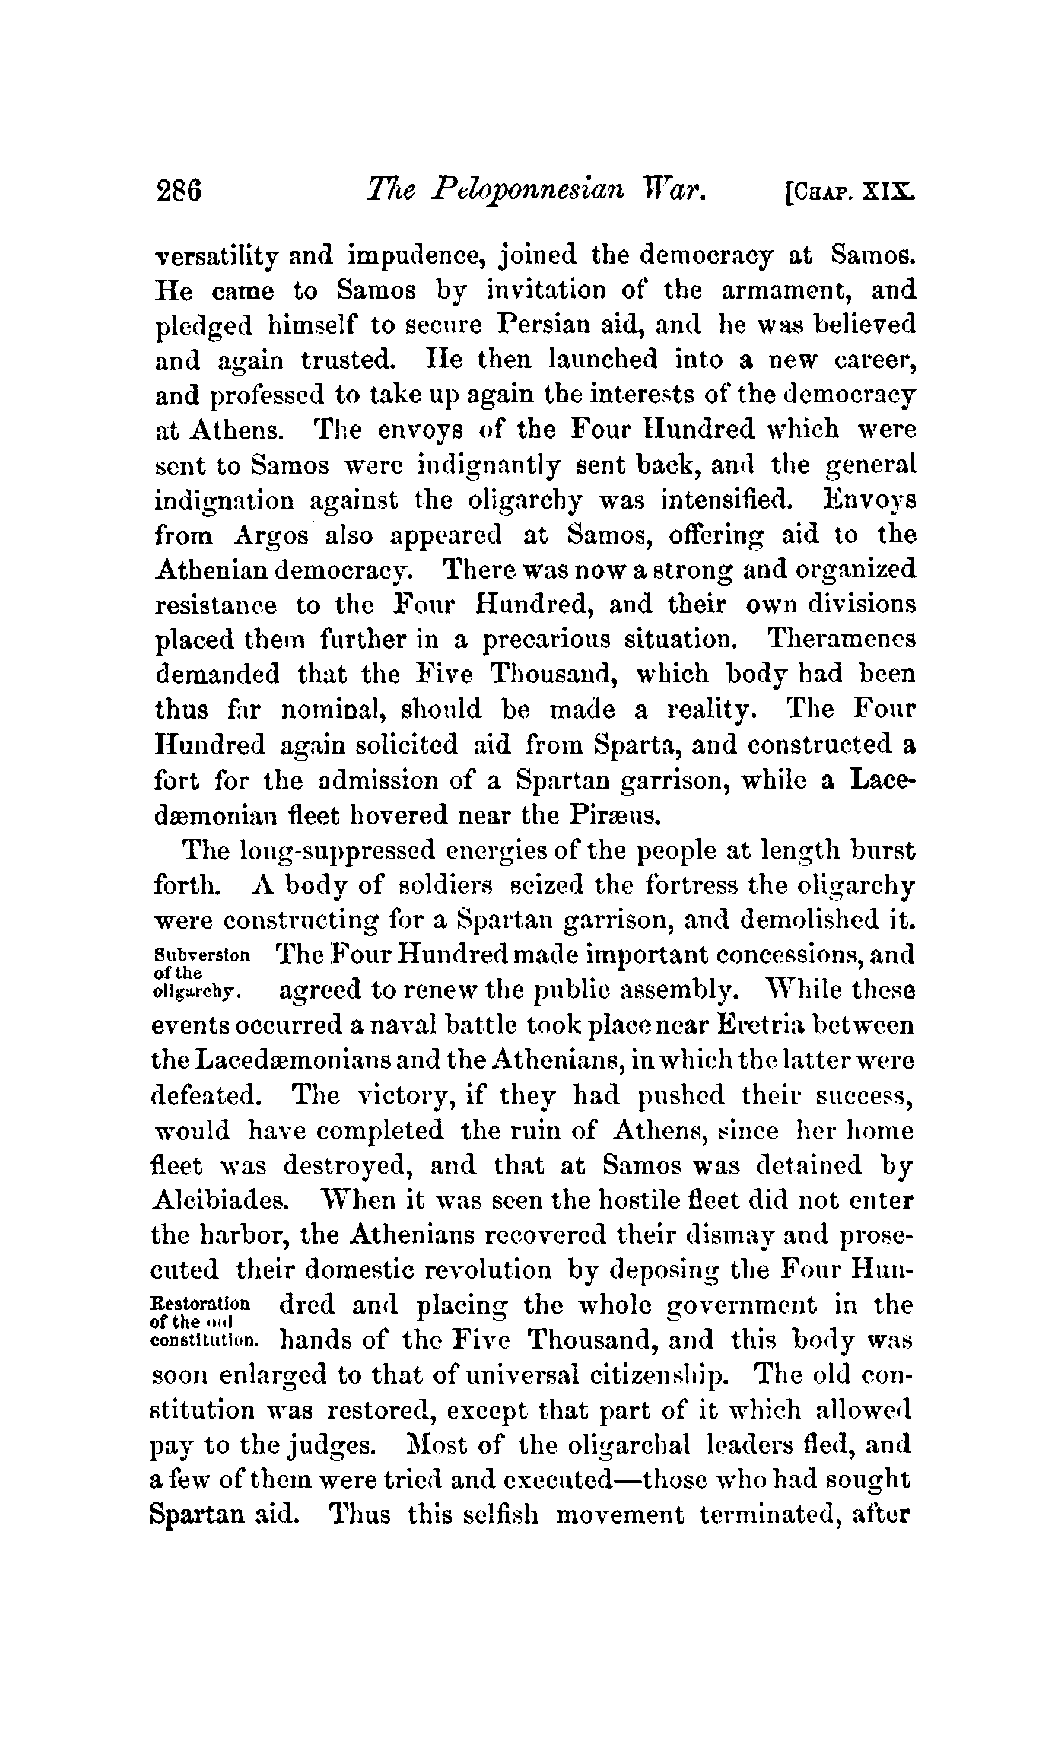 286 The Peloponnesian War. [CHAP. XIX.
versatility and impudence, joined the democracy at Samos.
He came to Samos by invitation of the armament, and
pledged himself to secure Persian aid, and he was believed
and again trusted. He then launched into a new career,
and professed to take up again the interests of the democracy
at Athens. The envoys of the Four Hundred which were
sent to Samos were indignantly sent back, and the general
indignation against the oligarchy was intensified. Envoys
from Argos also appeared at Samos, offering aid to the
Athenian democracy. There was now a strong and organized
resistance to the Four Hundred, and their own divisions
placed them further in a precarious situation. Theramenes
demanded that the Five Thousand, which body had been
thus far nominal, should be made a reality. The Four
Hundred again solicited aid from Sparta, and constructed a
fort for the admission of a Spartan garrison, while a Lace-
dæmonian fleet hovered near the Piræus.
The long-suppressed energies of the people at length burst
forth. A body of soldiers seized the fortress the oligarchy
were constructing for a Spartan garrison, and demolished it.
Subversion of the oligarchy.
The Four Hundred made important concessions, and
agreed to renew the public assembly. While these
events occurred a naval battle took place near Eretria between
the Lacedæmonians and the Athenians, in which the latter were
defeated. The victory, if they had pushed their success,
would have completed the ruin of Athens, since her home
fleet was destroyed, and that at Samos was detained by
Alcibiades. When it was seen the hostile fleet did not enter
the harbor, the Athenians recovered their dismay and prose-
cuted their domestic revolution by deposing the Four Hun-
Restoration of the old constitution.
dred and placing the whole government in the
hands of the Five Thousand, and this body was
soon enlarged to that of universal citizenship. The old con-
stitution was restored, except that part of it which allowed
pay to the judges. Most of the oligarchal leaders fled, and
a few of them were tried and executed—those who had sought
Spartan aid. Thus this selfish movement terminated, after